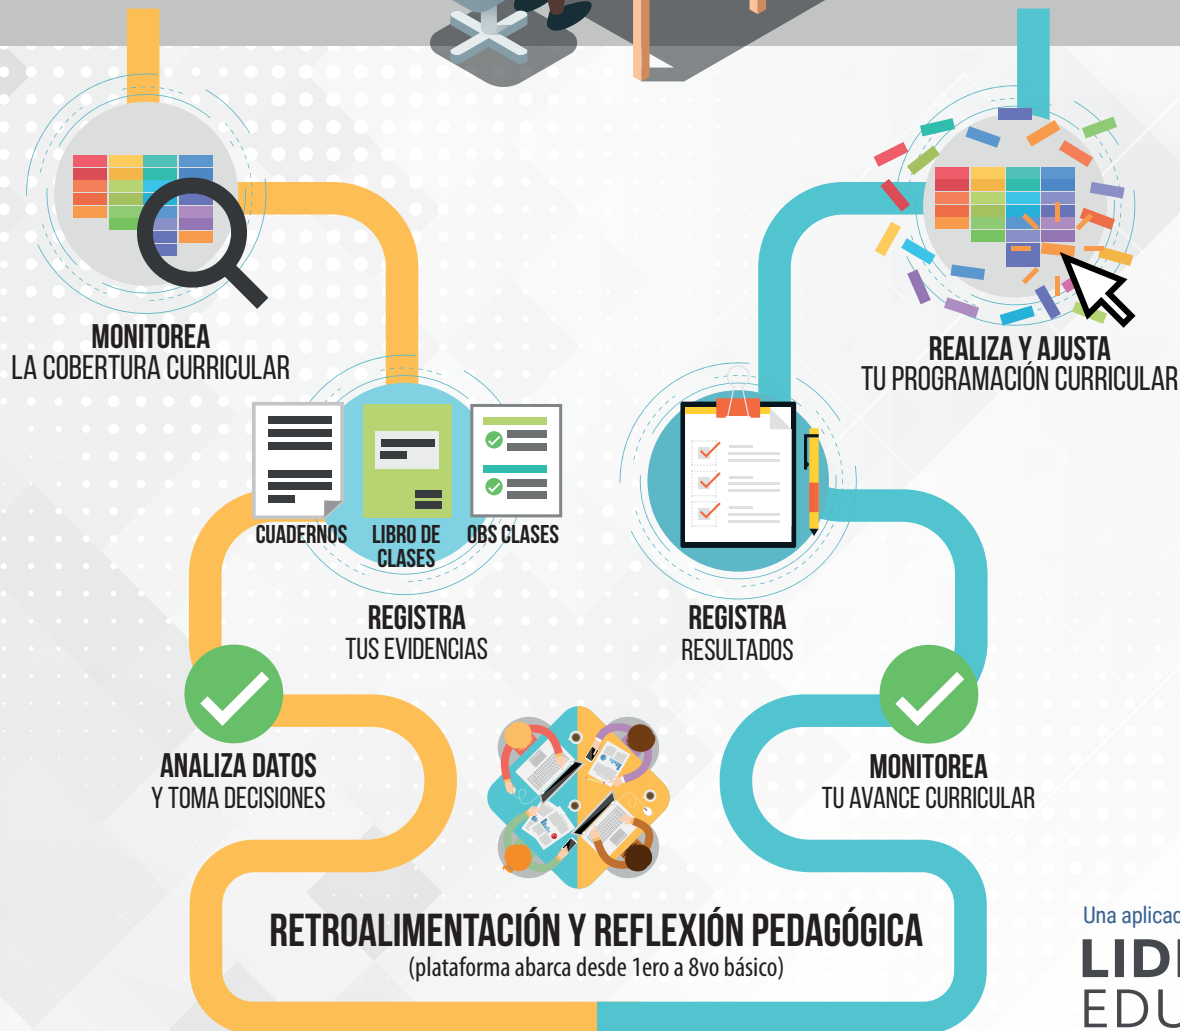 MONITOREA
LA COBERTURA CURRICULAR
REALIZA Y AJUSTA
TU PROGRAMACIÓN CURRICULAR
CUADERNOS
LIBRO DE
CLASES
OBS CLASES
REGISTRA
TUS EVIDENCIAS
REGISTRA
RESULTADOS
ANALIZA DATOS
Y TOMA DECISIONES
MONITOREA
TU AVANCE CURRICULAR
RETROALIMENTACIÓN Y REFLEXIÓN PEDAGÓGICA
(plataforma abarca desde 1ero a 8vo básico)
Una